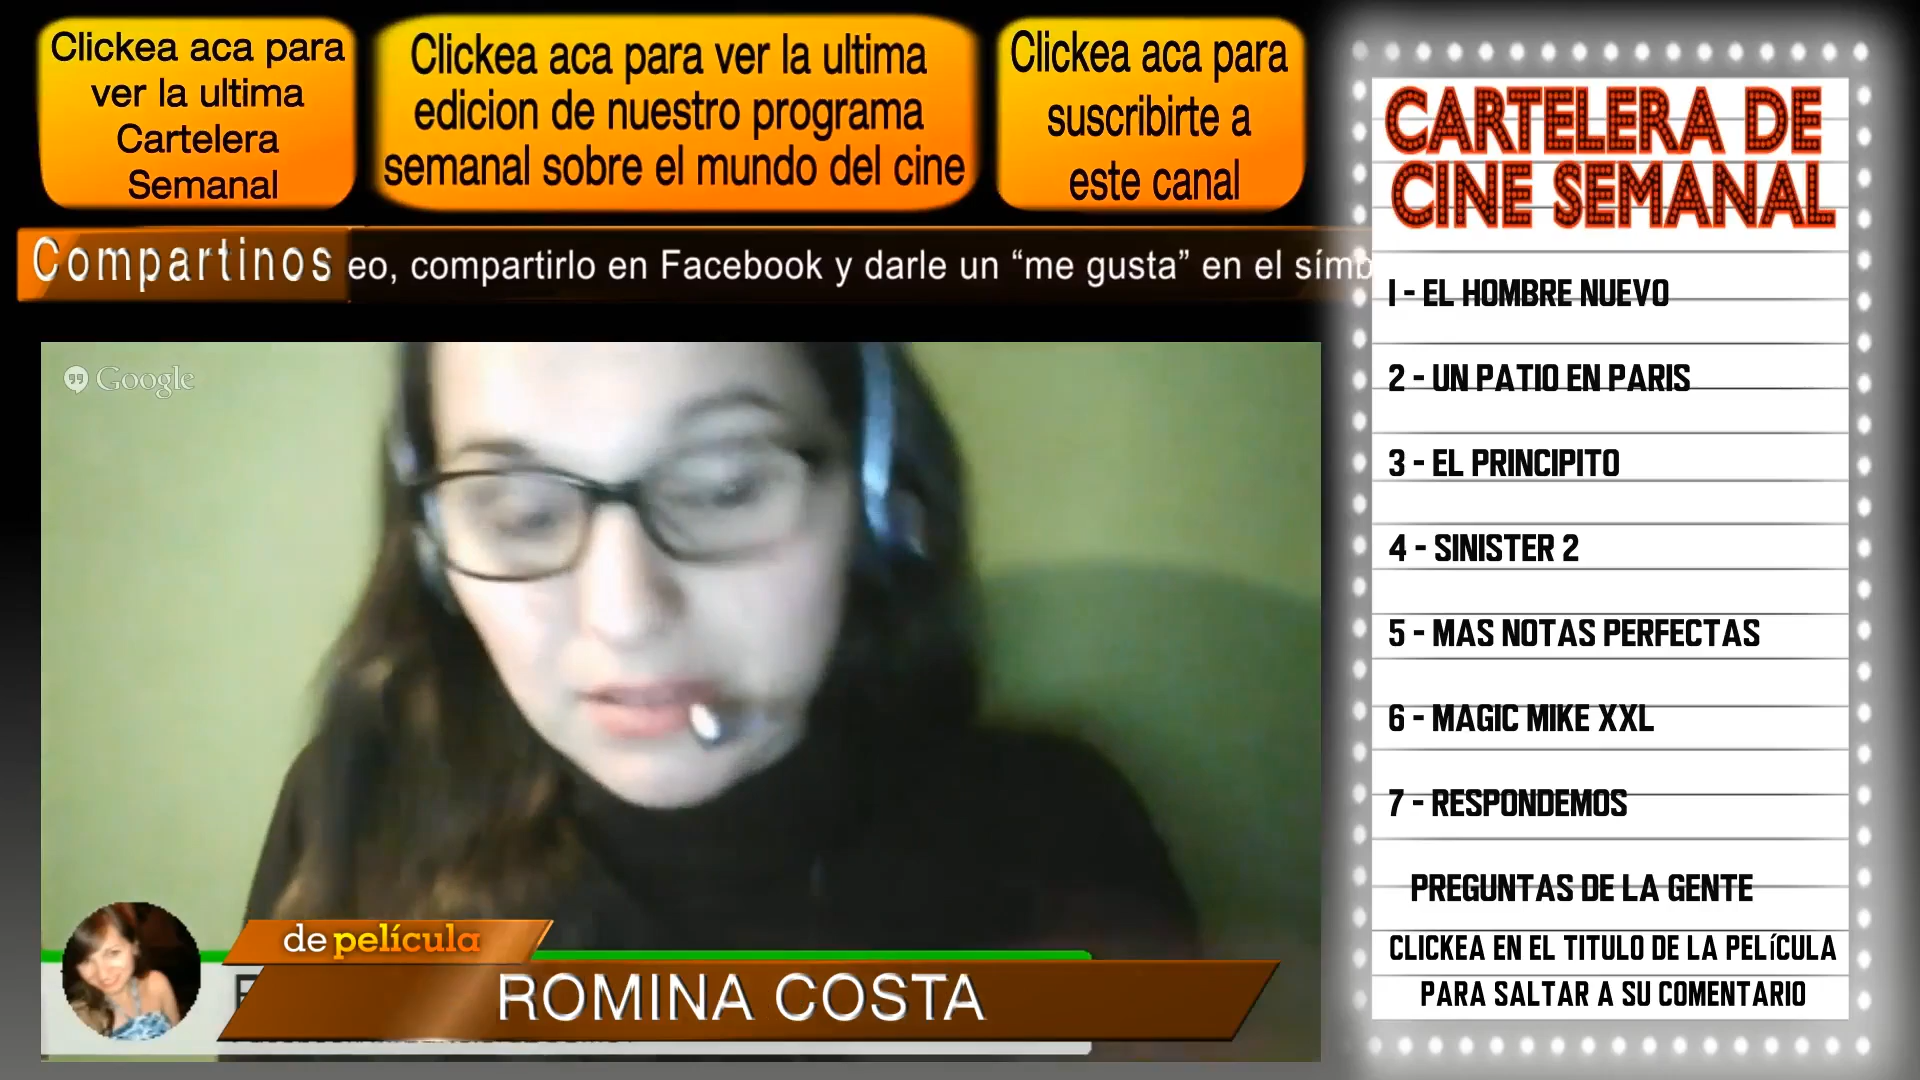 Clickea aca para
ver la ultima
Cartelera
Semanal
Clickea aca para ver la ultima
edicion de nuestro programa
semanal sobre el mundo del cine
Clickea aca para
suscribirte a
este canal
Compartinos
eo, compartirlo en Facebook y darle un “me gusta” en el símb
Google
de película
ROMINA COSTA
CARTELERA DE
CINE SEMANAL
1 - EL HOMBRE NUEVO
2 - UN PATIO EN PARIS
3 - EL PRINCIPITO
4 - SINISTER 2
5 - MAS NOTAS PERFECTAS
6 - MAGIC MIKE XXL
7 - RESPONDEMOS
PREGUNTAS DE LA GENTE
CLICKEA EN EL TITULO DE LA PELíCULA
PARA SALTAR A SU COMENTARIO